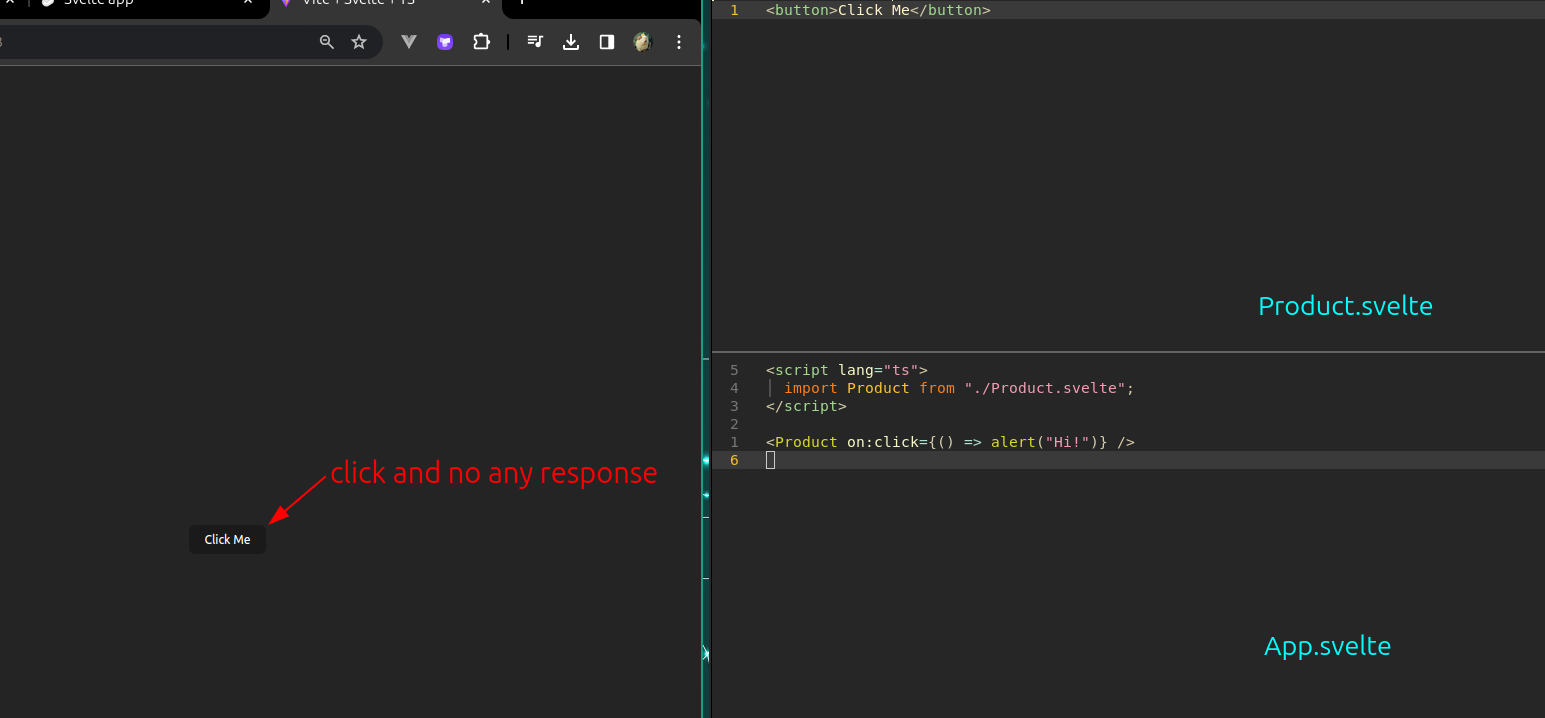 Svelte app
Vite + Svelte + TS
click and no any response
Click Me
1 <button>Click Me</button>
Product.svelte
5 <script lang="ts">
4 import Product from "./Product.svelte";
3 </script>
2
1 <Product on:click={() => alert("Hi!")} />
6
App.svelte